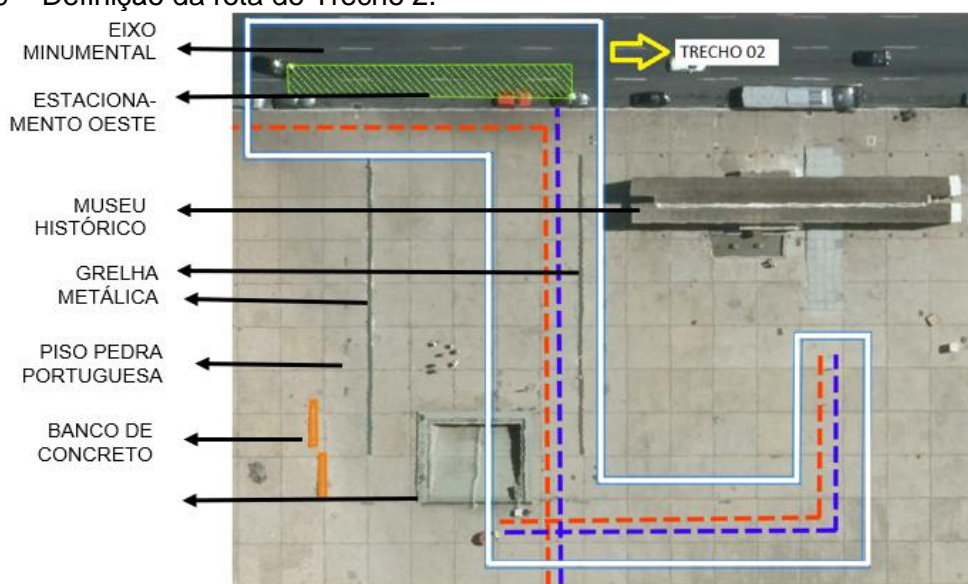 Definição da rota do Trecho 2.
EIXO
MINUMENTAL
TRECHO 02
ESTACIONA-
MENTO OESTE
MUSEU
HISTÓRICO
GRELHA
METÁLICA
PISO PEDRA
PORTUGUESA
BANCO DE
CONCRETO